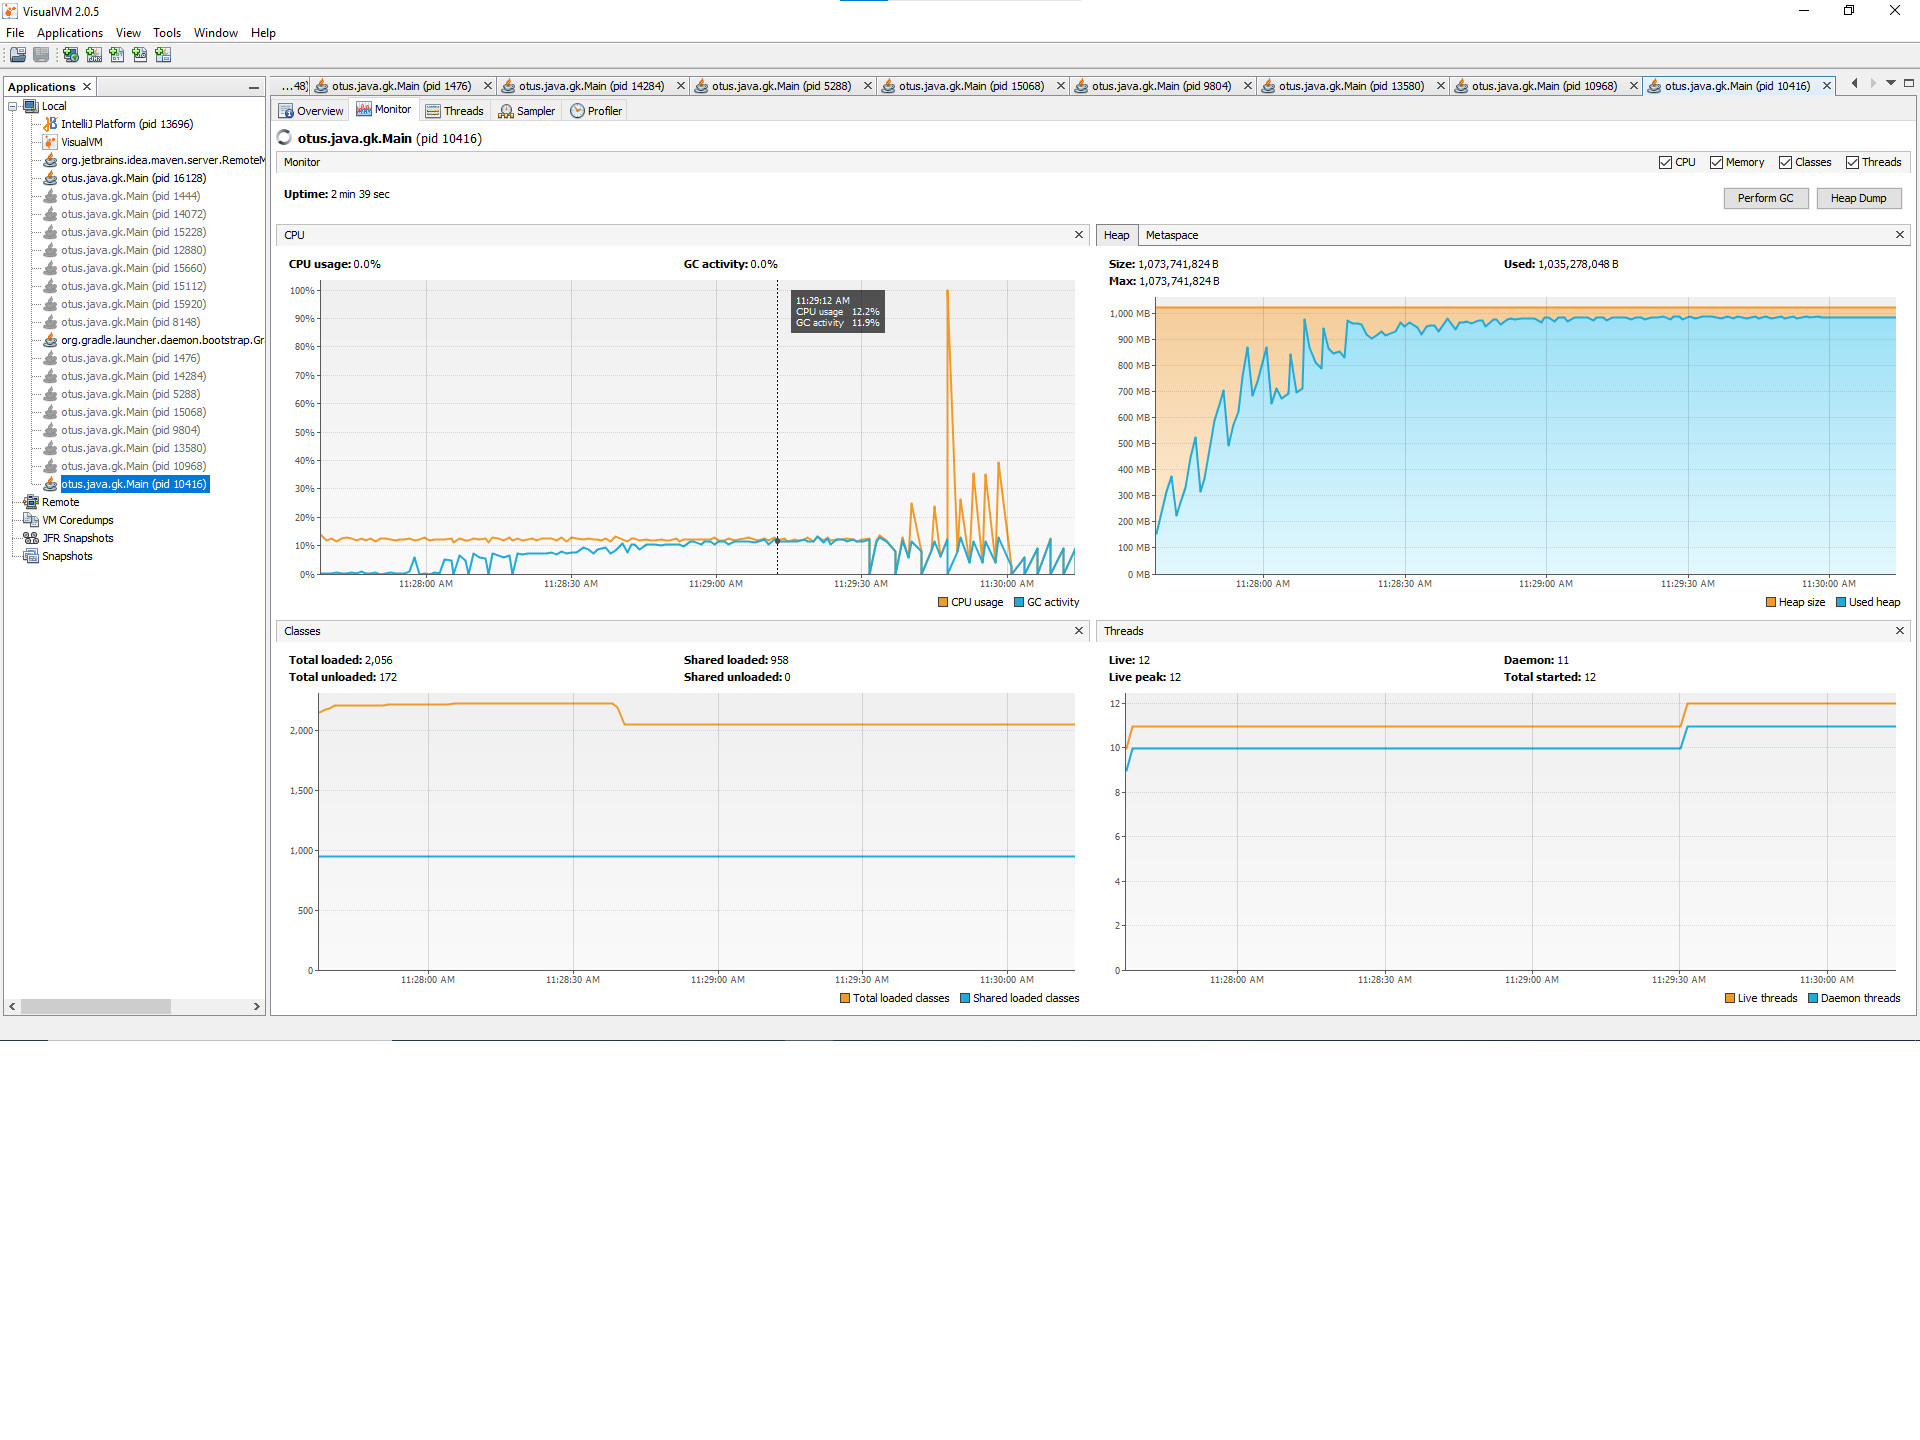 VisualVM 2.0.5
File Applications View Tools Window Help
Applications
Local
IntelliJ Platform (pid 13696)
VisualVM
org.jetbrains.idea.maven.server.RemoteM
otus.java.gk.Main (pid 16128)
otus.java.gk.Main (pid 1444)
otus.java.gk.Main (pid 14072)
otus.java.gk.Main (pid 15228)
otus.java.gk.Main (pid 12880)
otus.java.gk.Main (pid 15660)
otus.java.gk.Main (pid 15112)
otus.java.gk.Main (pid 15920)
otus.java.gk.Main (pid 8148)
org.gradle.launcher.daemon.bootstrap.Gr
otus.java.gk.Main (pid 1476)
otus.java.gk.Main (pid 14284)
otus.java.gk.Main (pid 5288)
otus.java.gk.Main (pid 15068)
otus.java.gk.Main (pid 9804)
otus.java.gk.Main (pid 13580)
otus.java.gk.Main (pid 10968)
otus.java.gk.Main (pid 10416)
Remote
VM Coredumps
JFR Snapshots
Snapshots
...48) otus.java.gk.Main (pid 1476) otus.java.gk.Main (pid 14284) otus.java.gk.Main (pid 5288) otus.java.gk.Main (pid 15068) otus.java.gk.Main (pid 9804) otus.java.gk.Main (pid 13580) otus.java.gk.Main (pid 10968) otus.java.gk.Main (pid 10416)
Overview Monitor Threads Sampler Profiler
otus.java.gk.Main (pid 10416)
Monitor CPU Memory Classes Threads
Uptime: 2 min 39 sec
Perform GC Heap Dump
CPU
CPU usage: 0.0% GC activity: 0.0%
100%
90%
80%
70%
60%
50%
40%
30%
20%
10%
0%
11:29:12 AM
CPU usage 12.2%
GC activity 11.9%
11:28:00 AM 11:28:30 AM 11:29:00 AM 11:29:30 AM 11:30:00 AM
CPU usage GC activity
Heap Metaspace
Size: 1,073,741,824 B Used: 1,035,278,048 B
Max: 1,073,741,824 B
1,000 MB
900 MB
800 MB
700 MB
600 MB
500 MB
400 MB
300 MB
200 MB
100 MB
0 MB
11:28:00 AM 11:28:30 AM 11:29:00 AM 11:29:30 AM 11:30:00 AM
Heap size Used heap
Classes
Total loaded: 2,056 Shared loaded: 958
Total unloaded: 172 Shared unloaded: 0
2,000
1,500
1,000
500
0
11:28:00 AM 11:28:30 AM 11:29:00 AM 11:29:30 AM 11:30:00 AM
Total loaded classes Shared loaded classes
Threads
Live: 12 Daemon: 11
Live peak: 12 Total started: 12
12
10
8
6
4
2
0
11:28:00 AM 11:28:30 AM 11:29:00 AM 11:29:30 AM 11:30:00 AM
Live threads Daemon threads